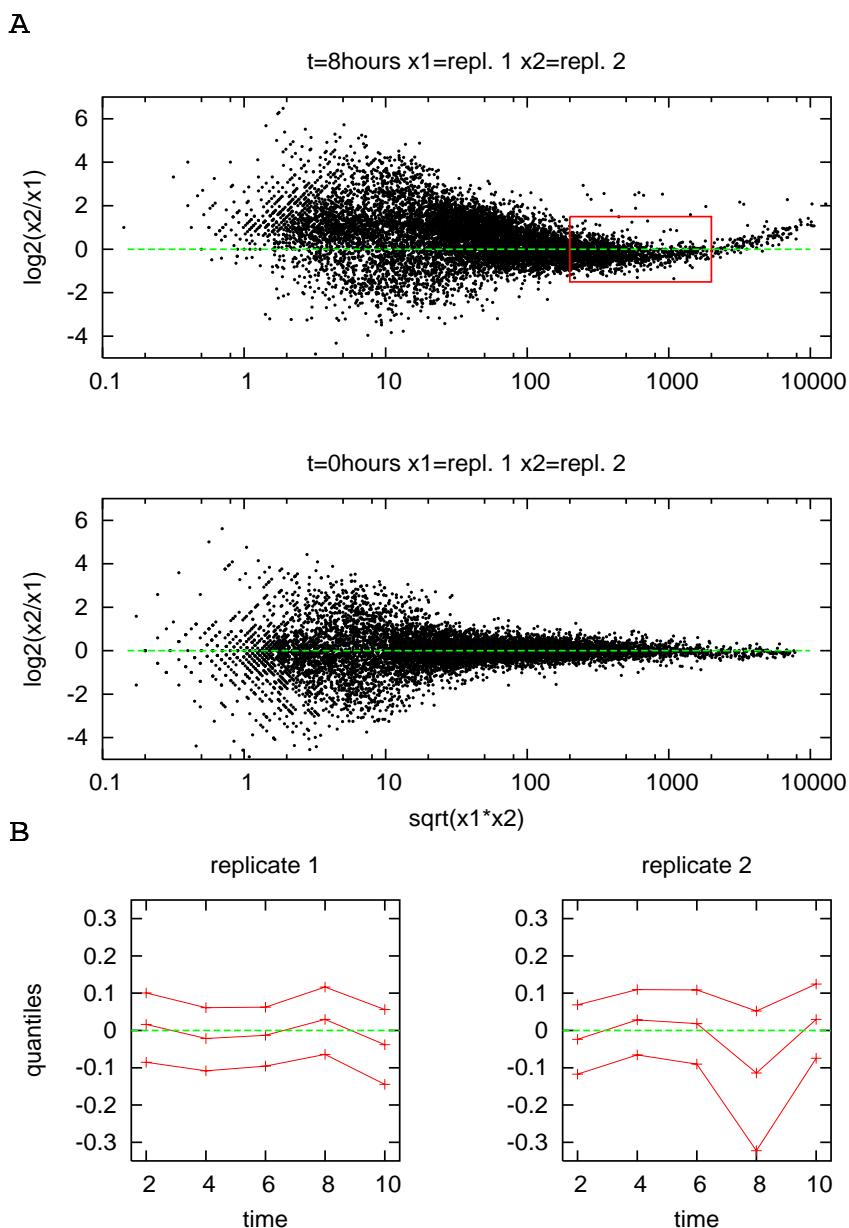 A
t=8hours x1=repl. 1 x2=repl. 2
log2(x2/x1)
6
4
2
0
-2
-4
0.1 1 10 100 1000 10000
t=0hours x1=repl. 1 x2=repl. 2
log2(x2/x1)
6
4
2
0
-2
-4
0.1 1 10 100 1000 10000
sqrt(x1*x2)
B
replicate 1
quantiles
0.3
0.2
0.1
0
-0.1
-0.2
-0.3
2 4 6 8 10
time
replicate 2
0.3
0.2
0.1
0
-0.1
-0.2
-0.3
2 4 6 8 10
time